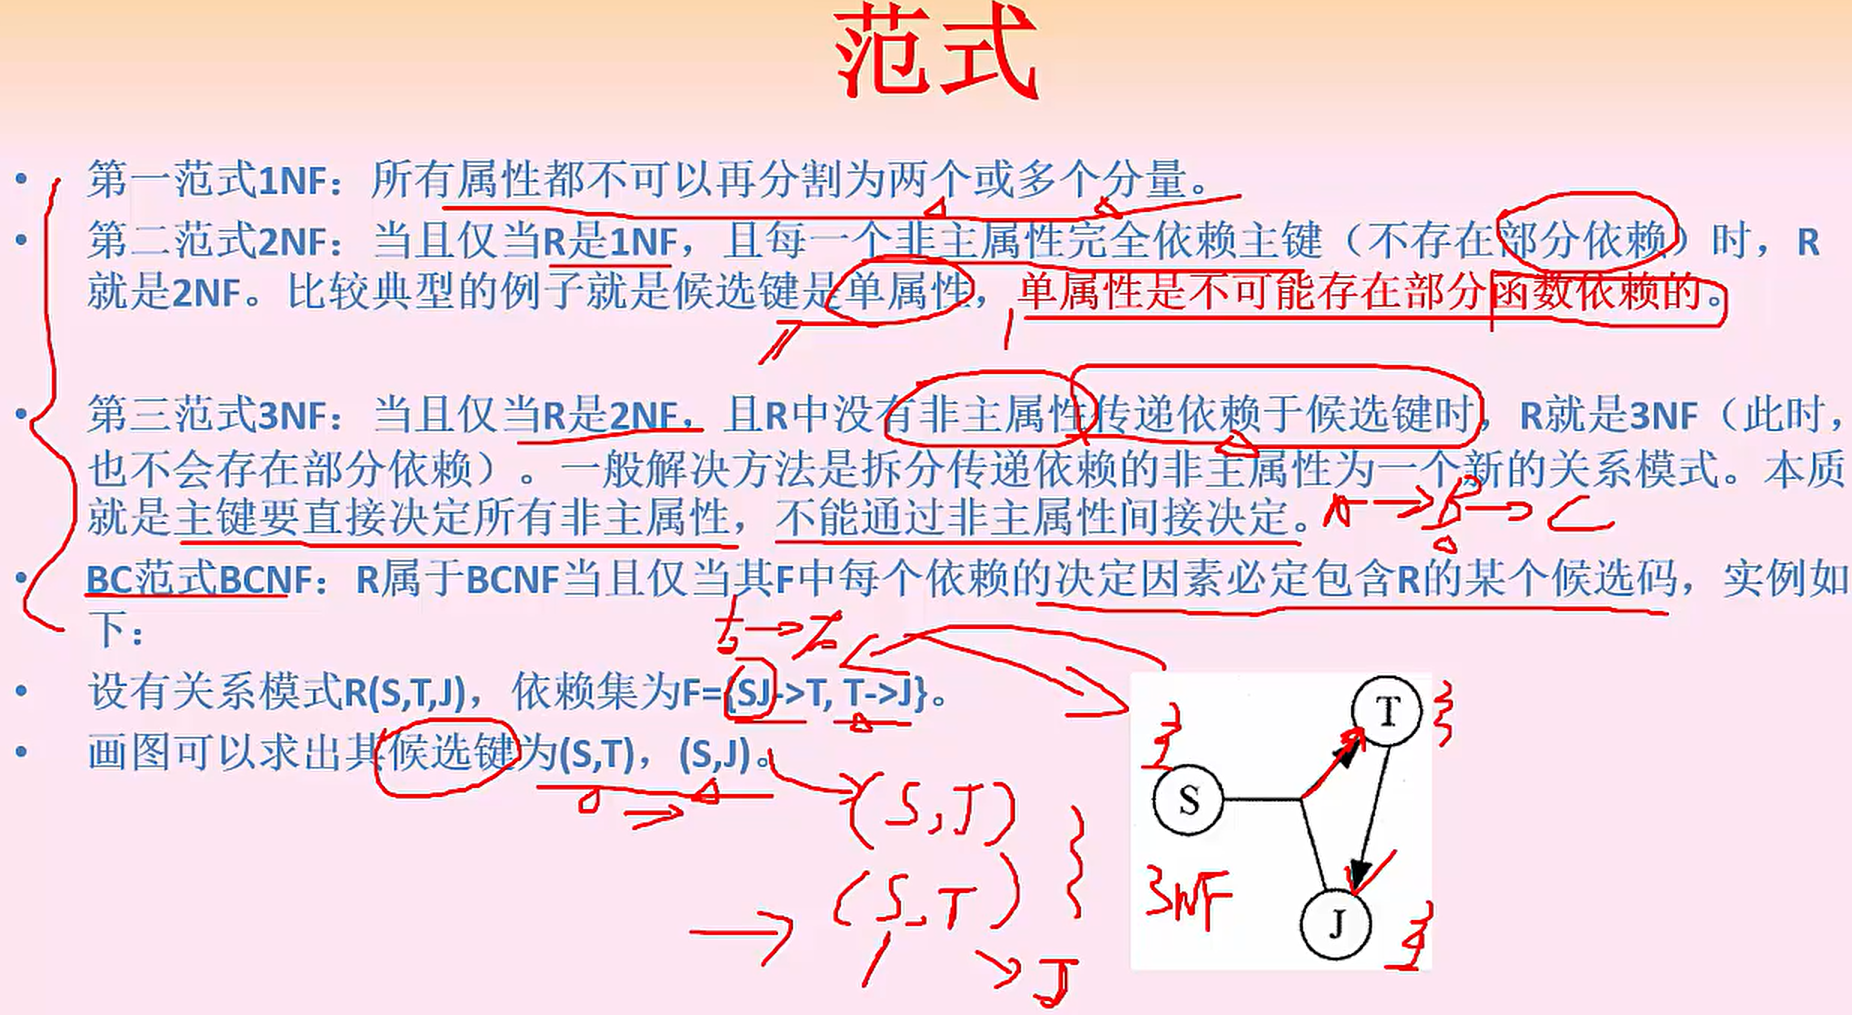 范式
• 第一范式1NF：所有属性都不可以再分割为两个或多个分量。
• 第二范式2NF：当且仅当R是1NF，且每一个非主属性完全依赖主键（不存在部分依赖）时，R
就是2NF。比较典型的例子就是候选键是单属性，单属性是不可能存在部分函数依赖的。
• 第三范式3NF：当且仅当R是2NF，且R中没有非主属性传递依赖于候选键时，R就是3NF（此时，
也不会存在部分依赖）。一般解决方法是拆分传递依赖的非主属性为一个新的关系模式。本质
就是主键要直接决定所有非主属性，不能通过非主属性间接决定。
A→B→C
• BC范式BCNF：R属于BCNF当且仅当其F中每个依赖的决定因素必定包含R的某个候选码，实例如
下：
• 设有关系模式R(S,T,J)，依赖集为F={SJ->T, T->J}。
• 画图可以求出其候选键为(S,T)，(S,J)。
(S,J)
(S,T)
→J
T
S
J
3NF